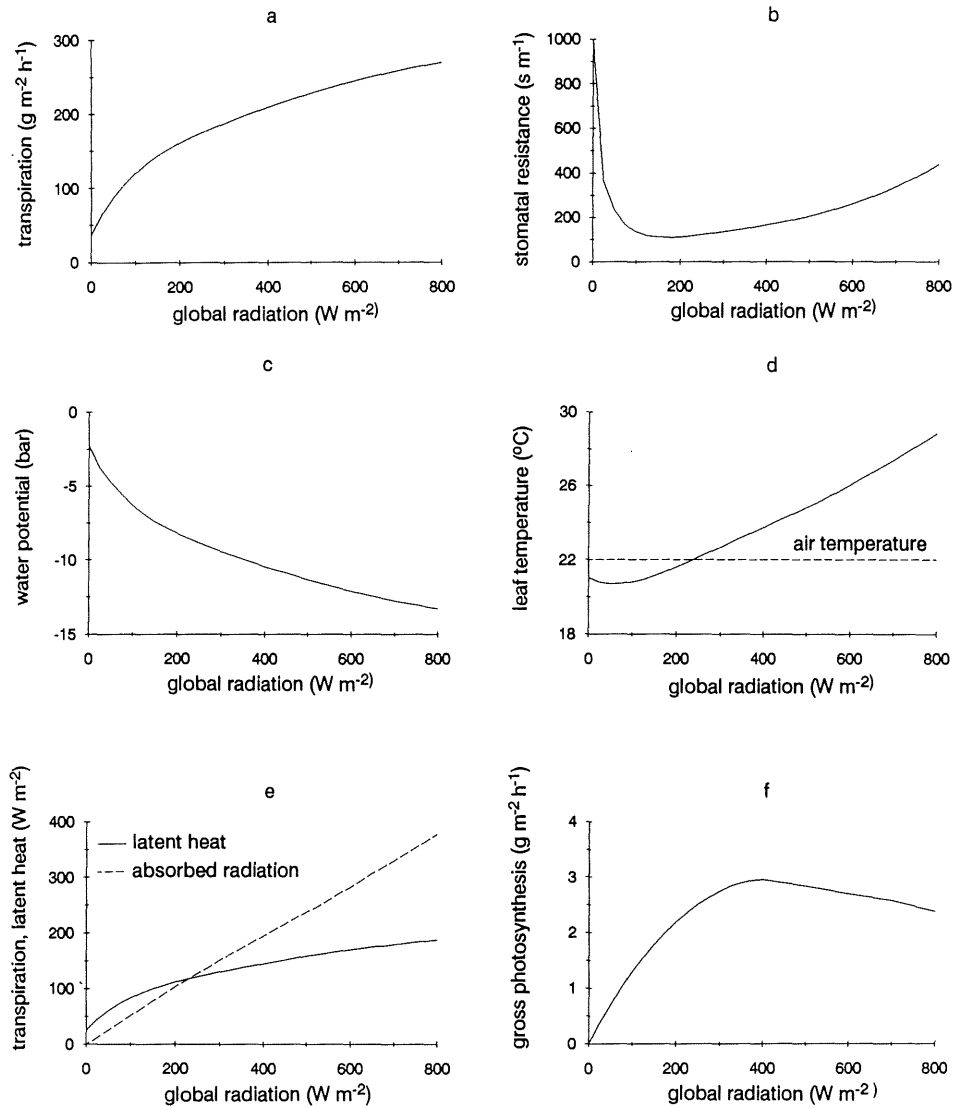 a
transpiration (g m-2 h-1)
300
200
100
0
0 200 400 600 800
global radiation (W m-2)
b
stomatal resistance (s m-1)
1000
800
600
400
200
0
0 200 400 600 800
global radiation (W m-2)
c
water potential (bar)
0
-5
-10
-15
0 200 400 600 800
global radiation (W m-2)
d
leaf temperature (ºC)
30
26
22
18
air temperature
0 200 400 600 800
global radiation (W m-2)
e
transpiration, latent heat (W m-2)
400
300
200
100
0
latent heat
absorbed radiation
0 200 400 600 800
global radiation (W m-2)
f
gross photosynthesis (g m-2 h-1)
4
3
2
1
0
0 200 400 600 800
global radiation (W m-2)